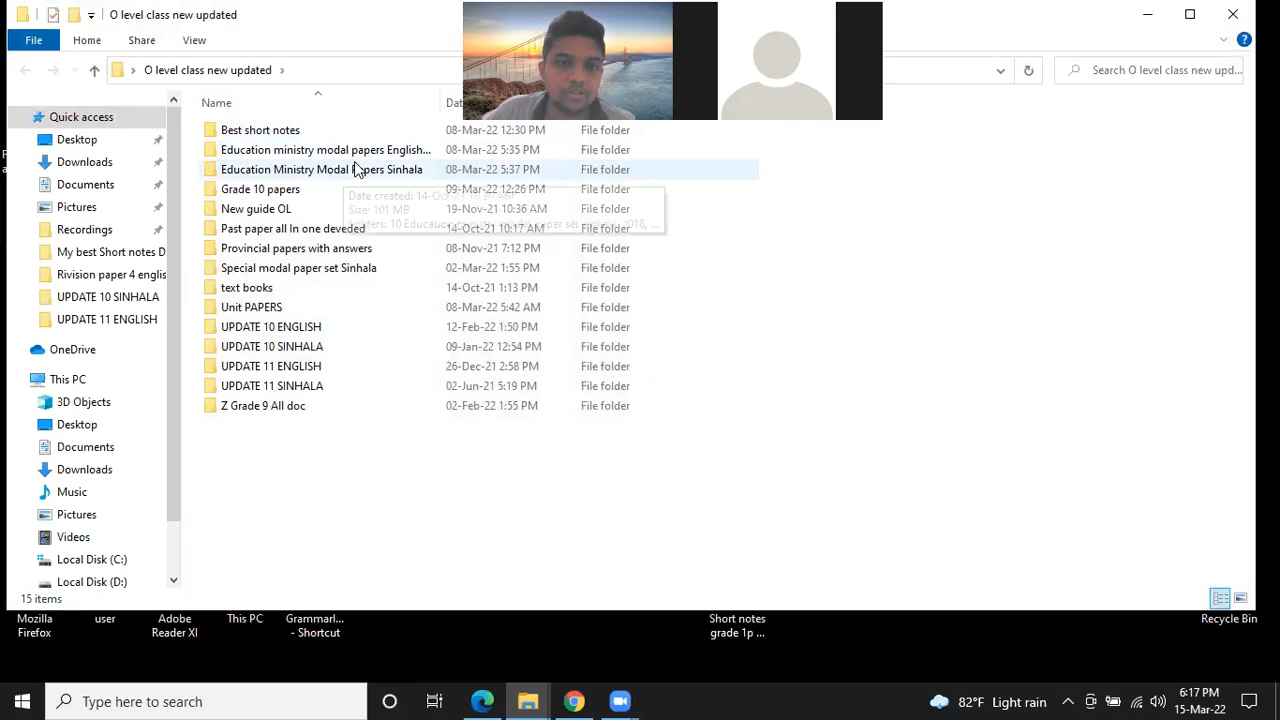 O level class new updated
File Home Share View
O level class new updated
Search O level class new upd...
Name
Quick access
Desktop
Downloads
Documents
Pictures
Recordings
My best Short notes D
Rivision paper 4 englis
UPDATE 10 SINHALA
UPDATE 11 ENGLISH
OneDrive
This PC
3D Objects
Desktop
Documents
Downloads
Music
Pictures
Videos
Local Disk (C:)
Local Disk (D:)
Best short notes 08-Mar-22 12:30 PM File folder
Education ministry modal papers English... 08-Mar-22 5:35 PM File folder
Education Ministry Modal Papers Sinhala 08-Mar-22 5:37 PM File folder
Grade 10 papers 09-Mar-22 12:26 PM File folder
New guide OL 19-Nov-21 10:36 AM File folder
Past paper all In one deveded 14-Oct-21 10:17 AM File folder
Provincial papers with answers 08-Nov-21 7:12 PM File folder
Special modal paper set Sinhala 02-Mar-22 1:55 PM File folder
text books 14-Oct-21 1:13 PM File folder
Unit PAPERS 08-Mar-22 5:42 AM File folder
UPDATE 10 ENGLISH 12-Feb-22 1:50 PM File folder
UPDATE 10 SINHALA 09-Jan-22 12:54 PM File folder
UPDATE 11 ENGLISH 26-Dec-21 2:58 PM File folder
UPDATE 11 SINHALA 02-Jun-21 5:19 PM File folder
Z Grade 9 All doc 02-Feb-22 1:55 PM File folder
Date created: 14-Oct-21
Size: 101 MB
15 items
Mozilla
Firefox
user
Adobe
Reader XI
This PC
Grammarl...
- Shortcut
Short notes
grade 1p ...
Recycle Bin
Type here to search
82°F Light rain
6:17 PM
15-Mar-22